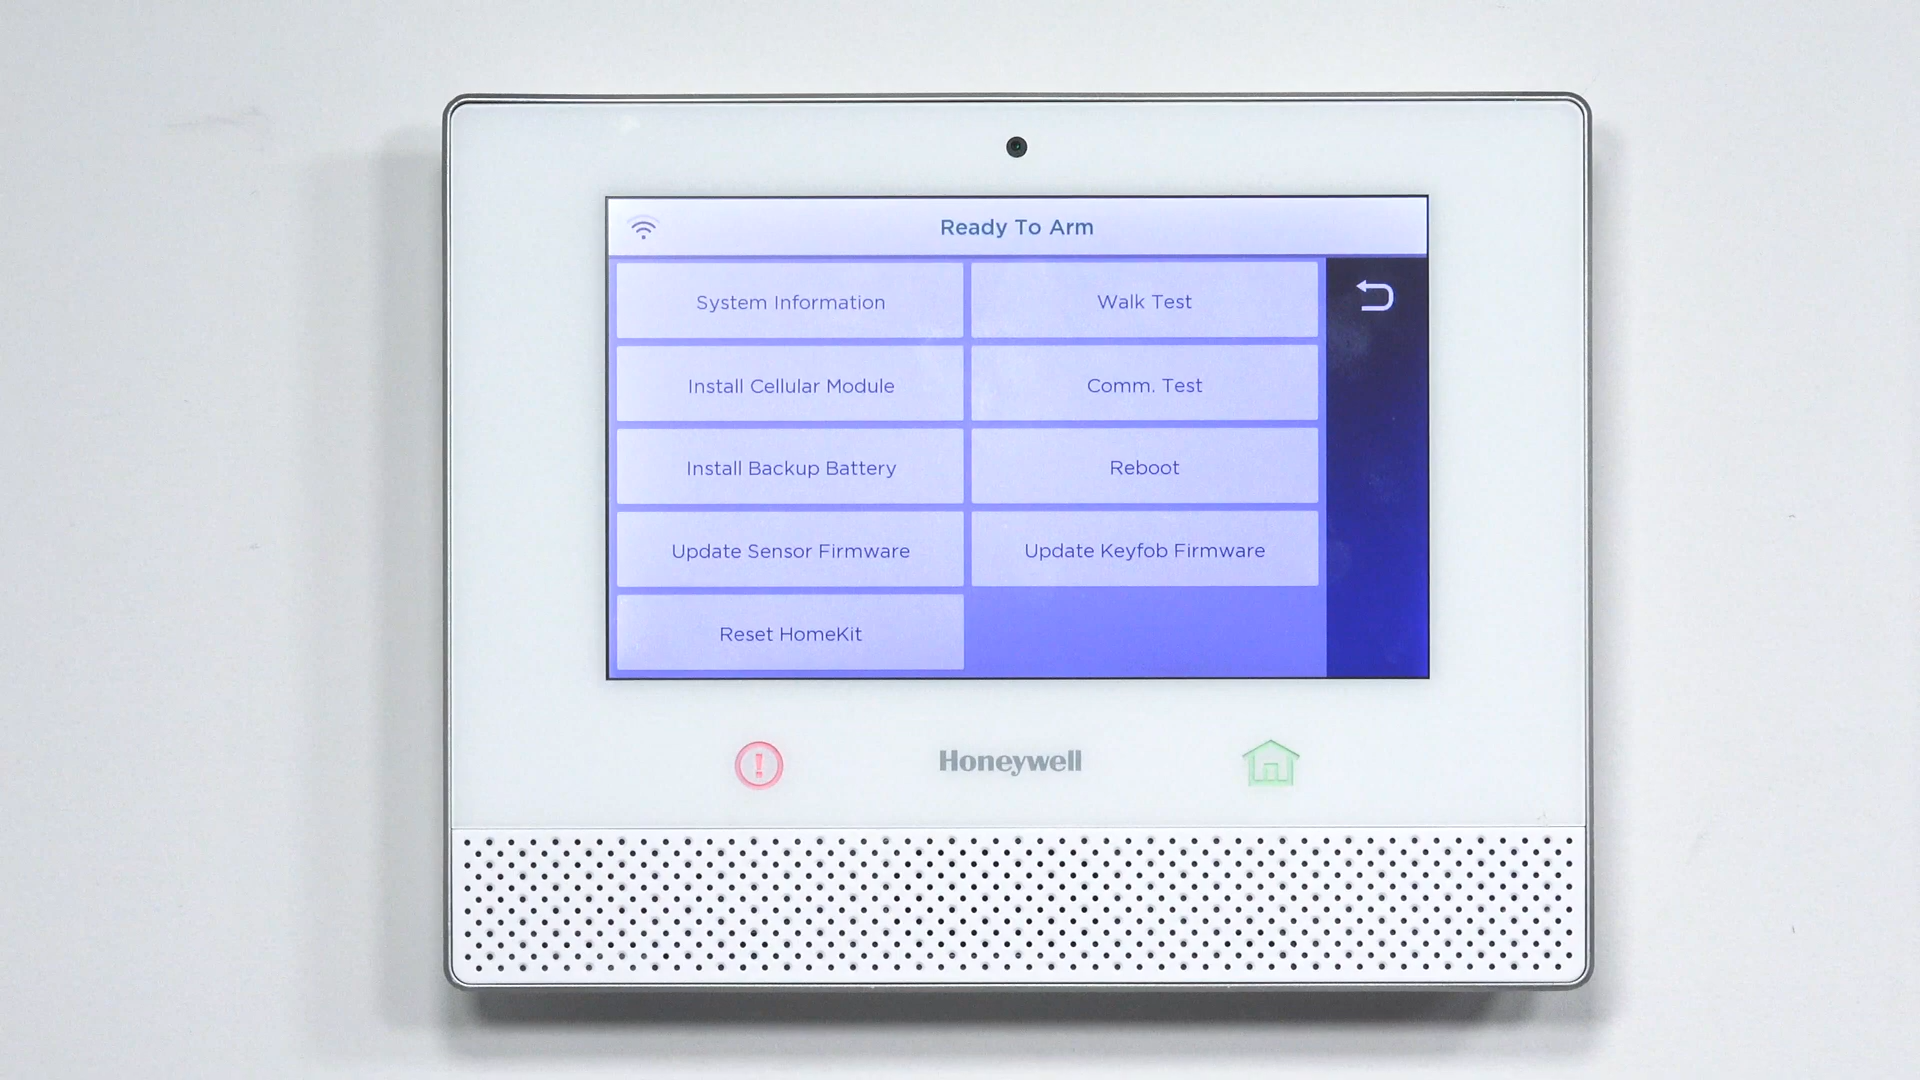 Ready To Arm
System Information
Walk Test
Install Cellular Module
Comm. Test
Install Backup Battery
Reboot
Update Sensor Firmware
Update Keyfob Firmware
Reset HomeKit
Honeywell